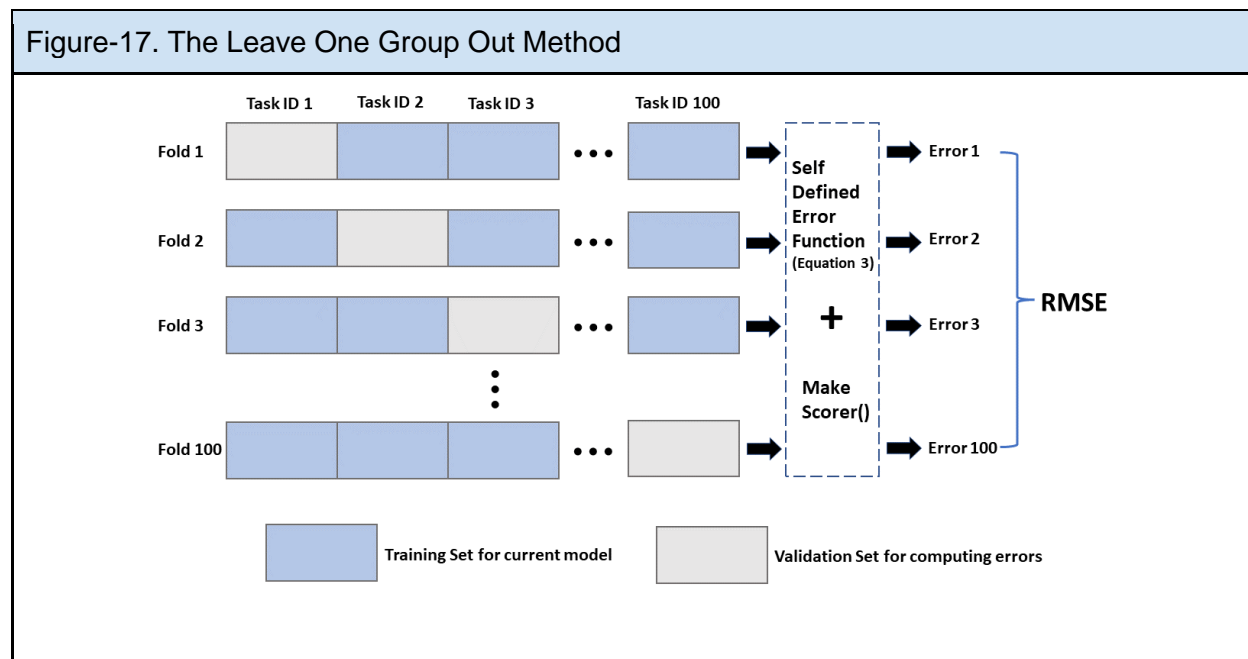 Figure-17. The Leave One Group Out Method
Task ID 1 Task ID 2 Task ID 3 Task ID 100
Fold 1
Self
Defined
Error
Function
(Equation 3)
+
Make
Scorer()
Error 1
Fold 2
Error 2
Fold 3
Error 3
Fold 100
Error 100
RMSE
Training Set for current model
Validation Set for computing errors